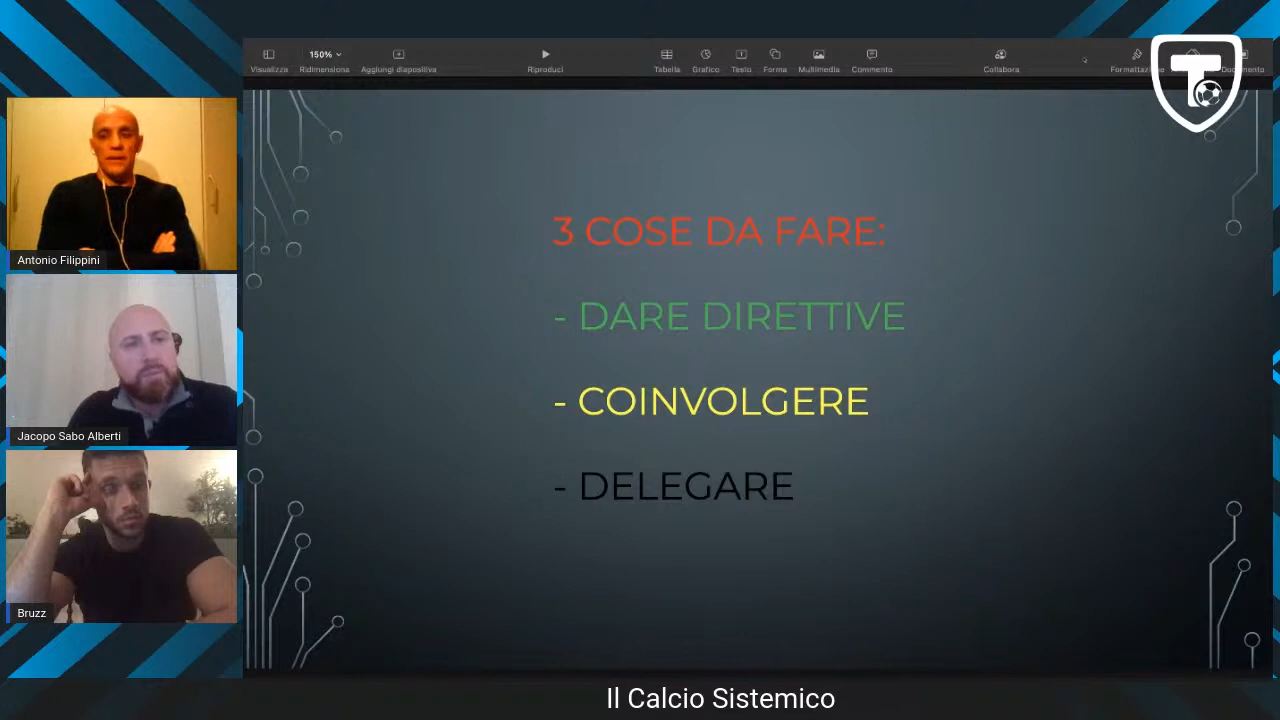 150%
Visualizza
Ridimensiona
Aggiungi diapositiva
Riproduci
Tabella
Grafico
Testo
Forma
Multimedia
Commento
Collabora
T
Antonio Filippini
Jacopo Sabo Alberti
Bruzz
3 COSE DA FARE:
- DARE DIRETTIVE
- COINVOLGERE
- DELEGARE
Il Calcio Sistemico